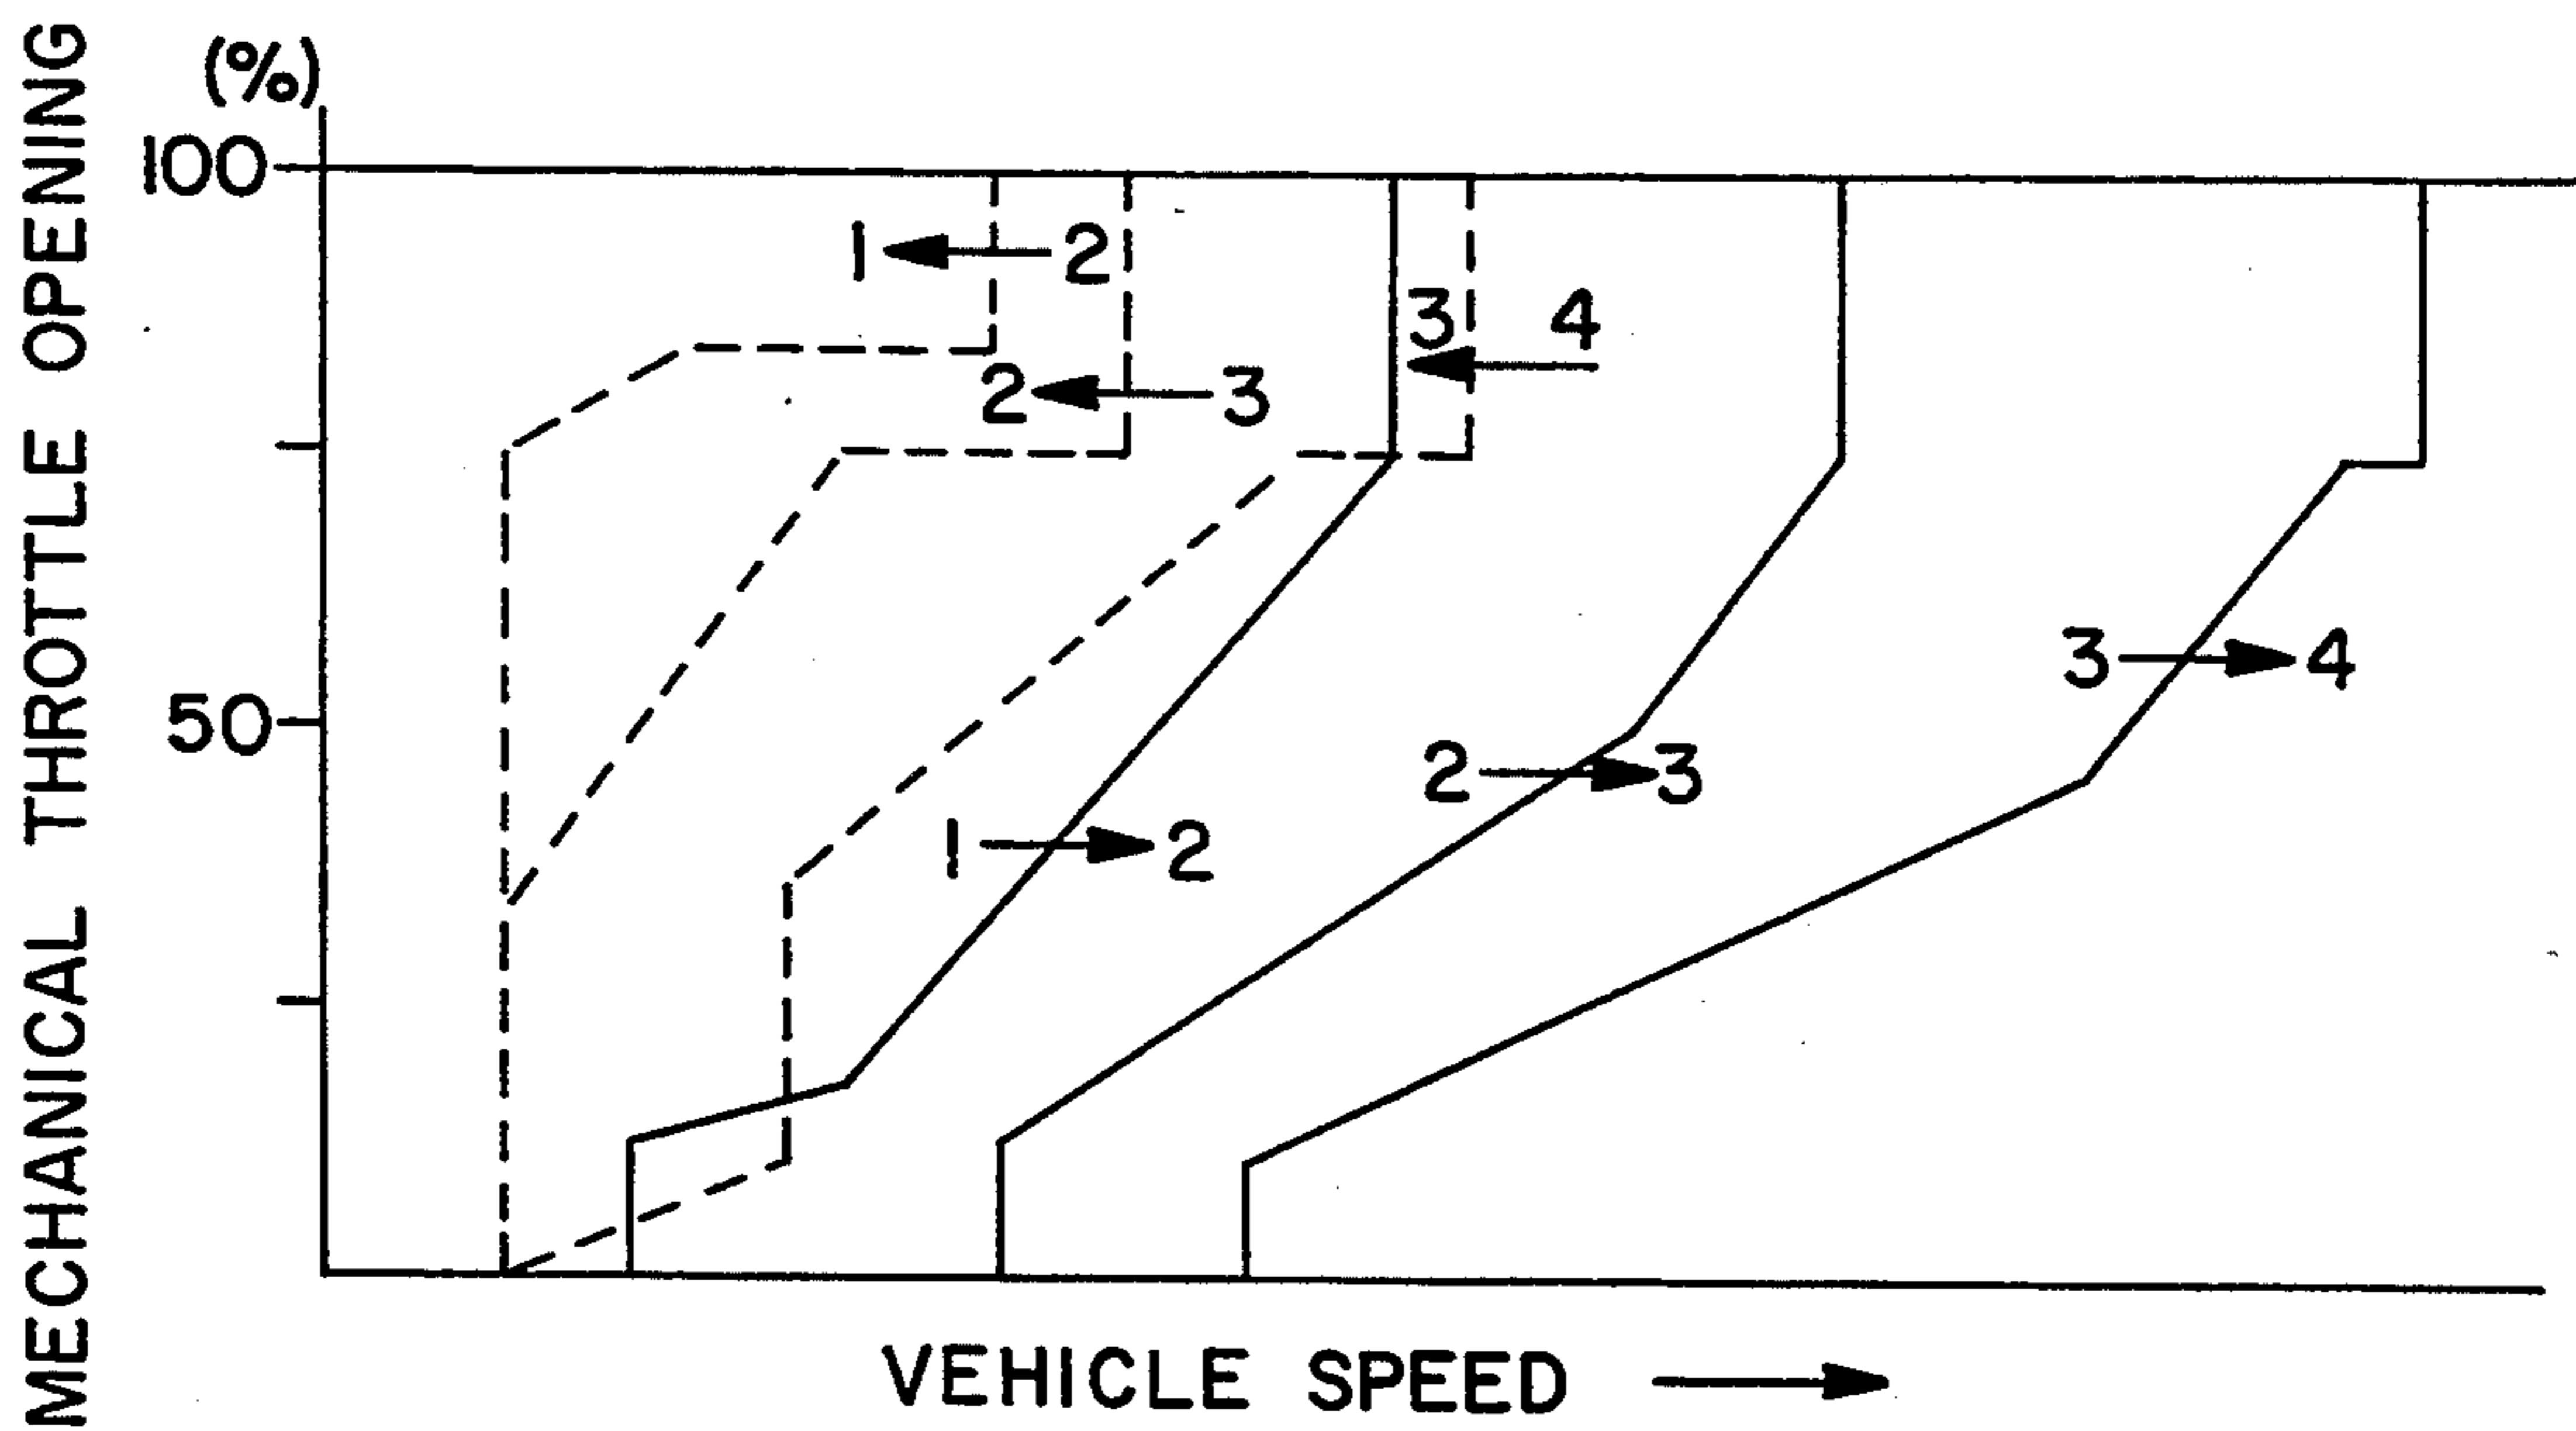 MECHANICAL THROTTLE OPENING
(%)
100
1 ← 2
3 4
←
2 ← 3
3 → 4
50
2 → 3
1 → 2
VEHICLE SPEED →